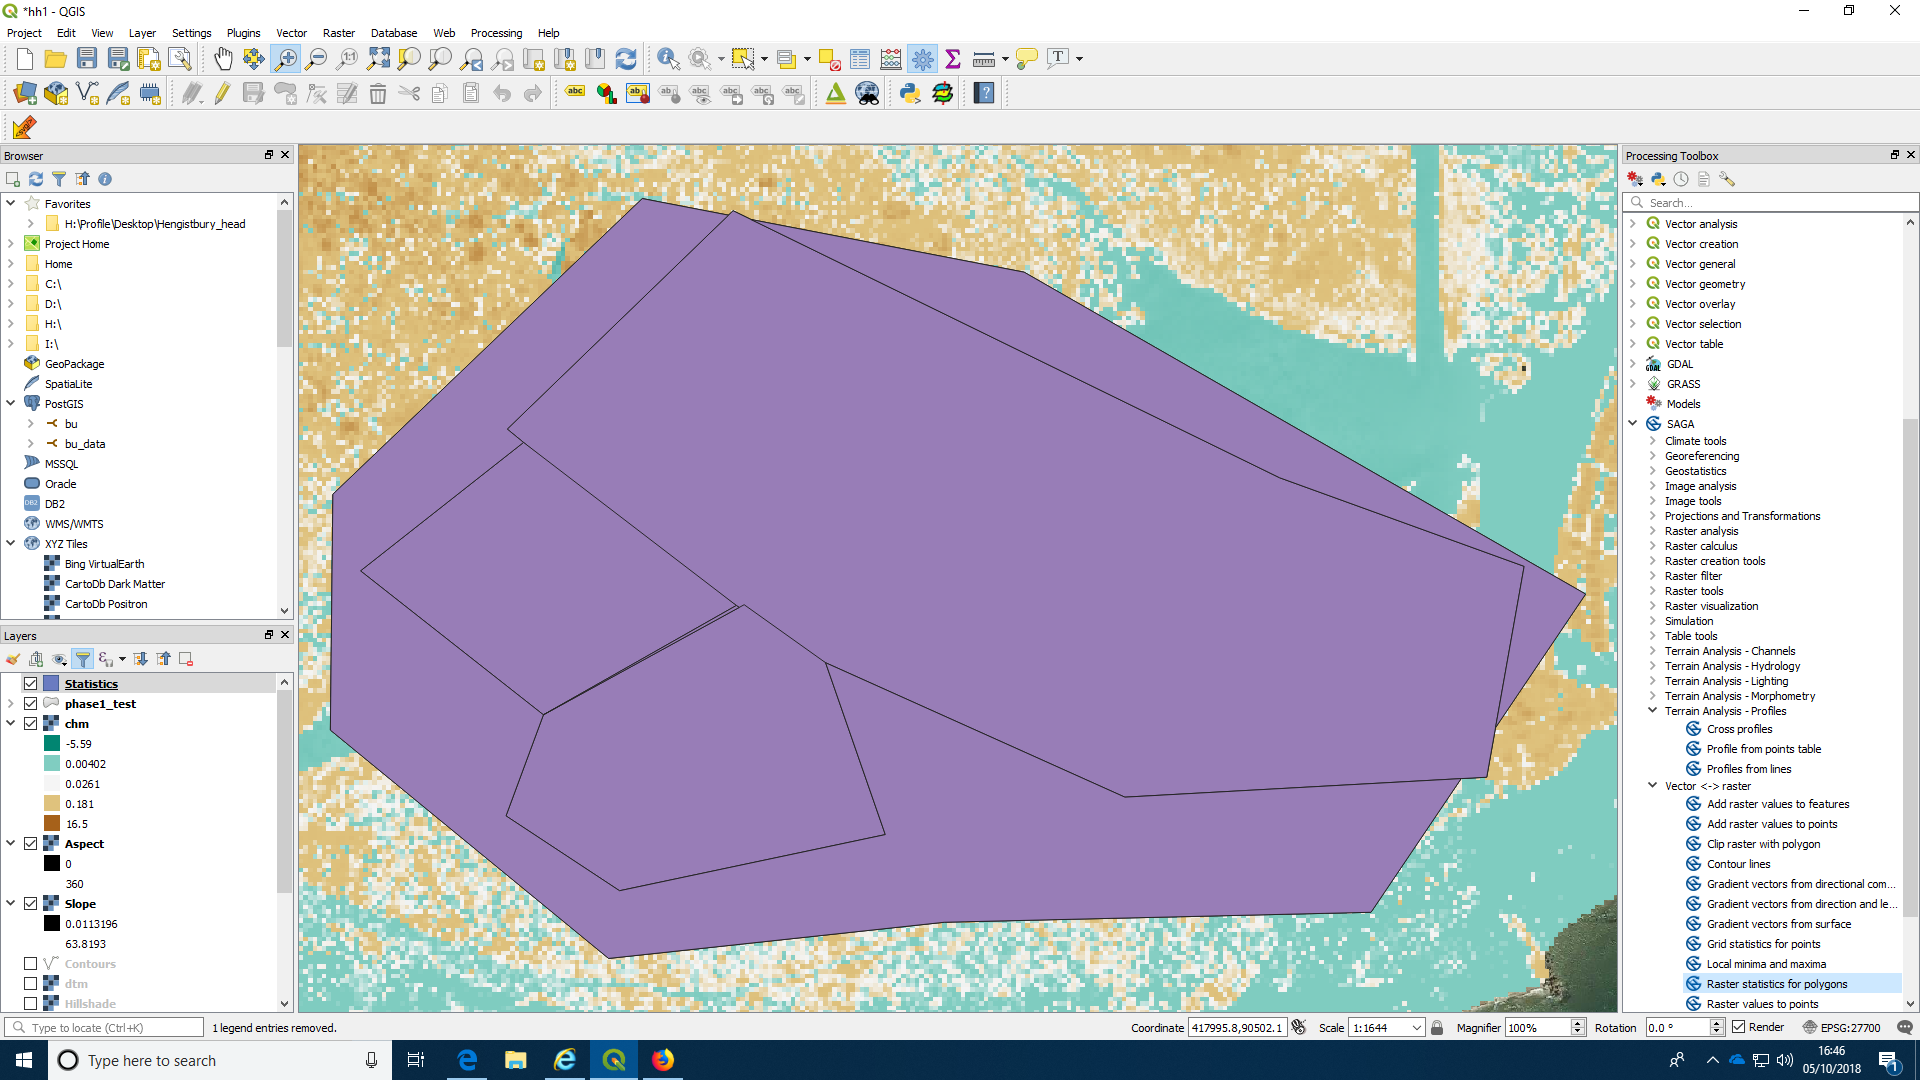 *hh1 - QGIS
Project Edit View Layer Settings Plugins Vector Raster Database Web Processing Help
Browser
Favorites
H:\Profile\Desktop\Hengistbury_head
Project Home
Home
C:\
D:\
H:\
I:\
GeoPackage
SpatiaLite
PostGIS
bu
bu_data
MSSQL
Oracle
DB2
WMS/WMTS
XYZ Tiles
Bing VirtualEarth
CartoDb Dark Matter
CartoDb Positron
Layers
Statistics
phase1_test
chm
-5.59
0.00402
0.0261
0.181
16.5
Aspect
0
360
Slope
0.0113196
63.8193
Contours
dtm
Hillshade
Processing Toolbox
Search...
Vector analysis
Vector creation
Vector general
Vector geometry
Vector overlay
Vector selection
Vector table
GDAL
GRASS
Models
SAGA
Climate tools
Georeferencing
Geostatistics
Image analysis
Image tools
Projections and Transformations
Raster analysis
Raster calculus
Raster creation tools
Raster filter
Raster tools
Raster visualization
Simulation
Table tools
Terrain Analysis - Channels
Terrain Analysis - Hydrology
Terrain Analysis - Lighting
Terrain Analysis - Morphometry
Terrain Analysis - Profiles
Cross profiles
Profile from points table
Profiles from lines
Vector <-> raster
Add raster values to features
Add raster values to points
Clip raster with polygon
Contour lines
Gradient vectors from directional com...
Gradient vectors from direction and le...
Gradient vectors from surface
Grid statistics for points
Local minima and maxima
Raster statistics for polygons
Raster values to points
Type to locate (Ctrl+K) 1 legend entries removed. Coordinate 417995.8,90502.1 Scale 1:1644 Magnifier 100% Rotation 0.0 ° Render EPSG:27700
Type here to search
16:46
05/10/2018
1